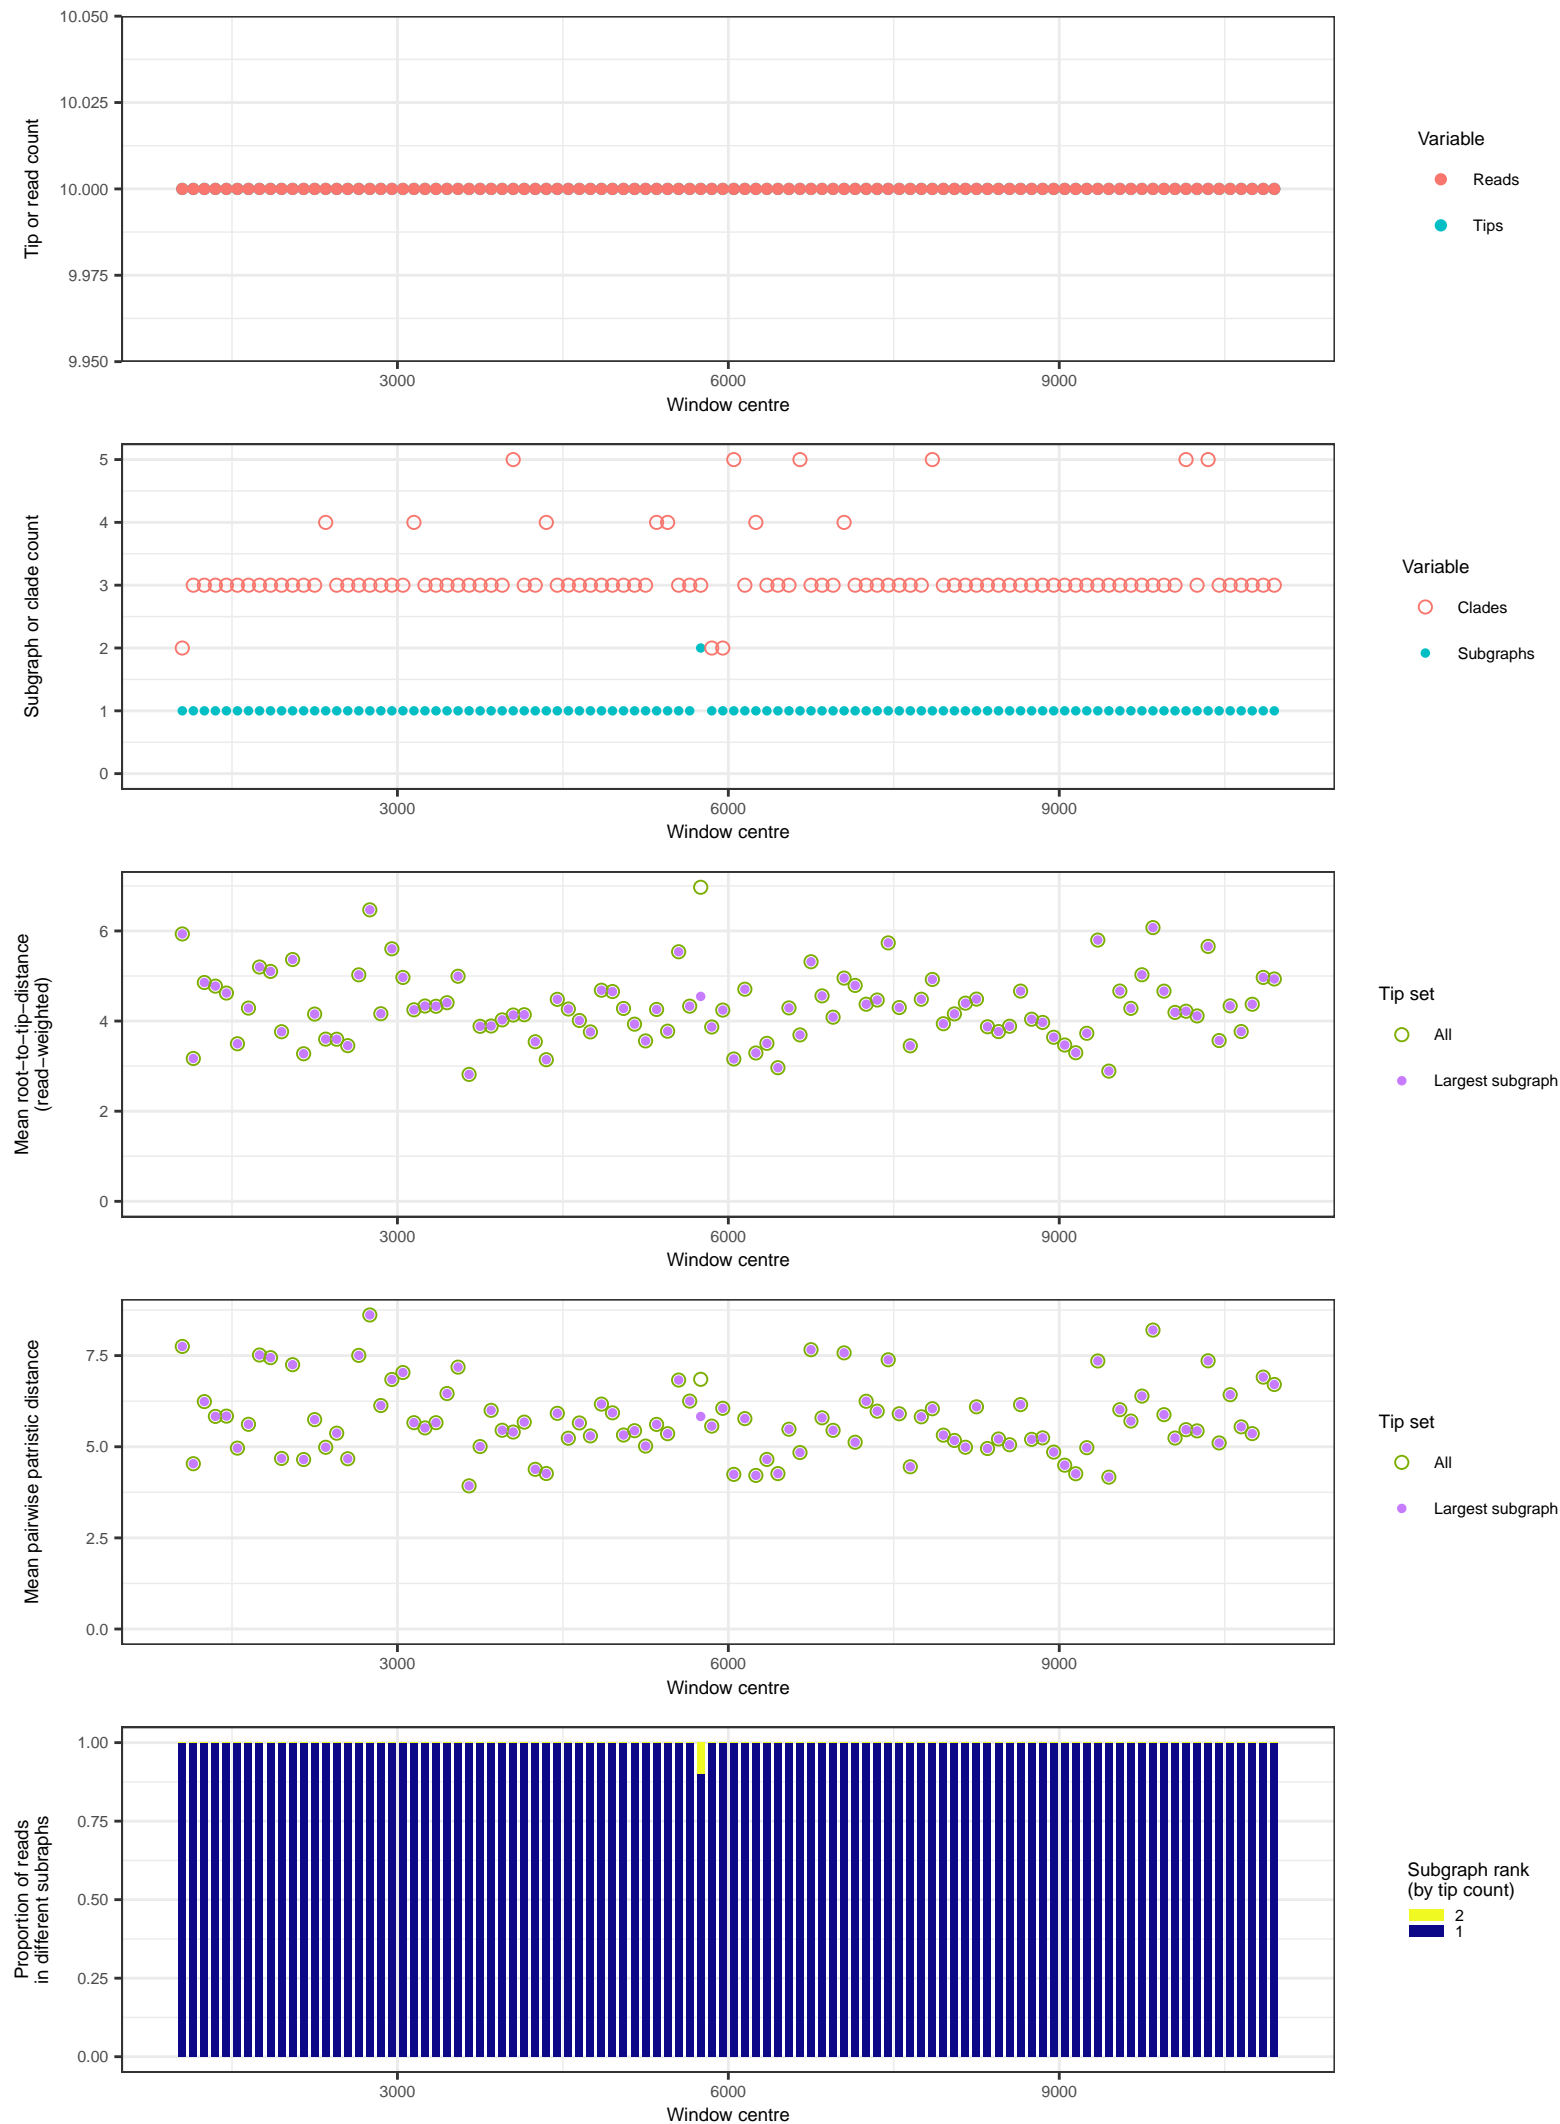 10.050
10.025
10.000
9.975
9.950
Tip or read count
3000
6000
9000
Window centre
Variable
Reads
Tips
5
4
3
2
1
0
Subgraph or clade count
3000
6000
9000
Window centre
Variable
Clades
Subgraphs
6
4
2
0
Mean root−to−tip−distance
(read−weighted)
3000
6000
9000
Window centre
Tip set
All
Largest subgraph
7.5
5.0
2.5
0.0
Mean pairwise patristic distance
3000
6000
9000
Window centre
Tip set
All
Largest subgraph
1.00
0.75
0.50
0.25
0.00
Proportion of reads
in different subraphs
3000
6000
9000
Window centre
Subgraph rank
(by tip count)
2
1